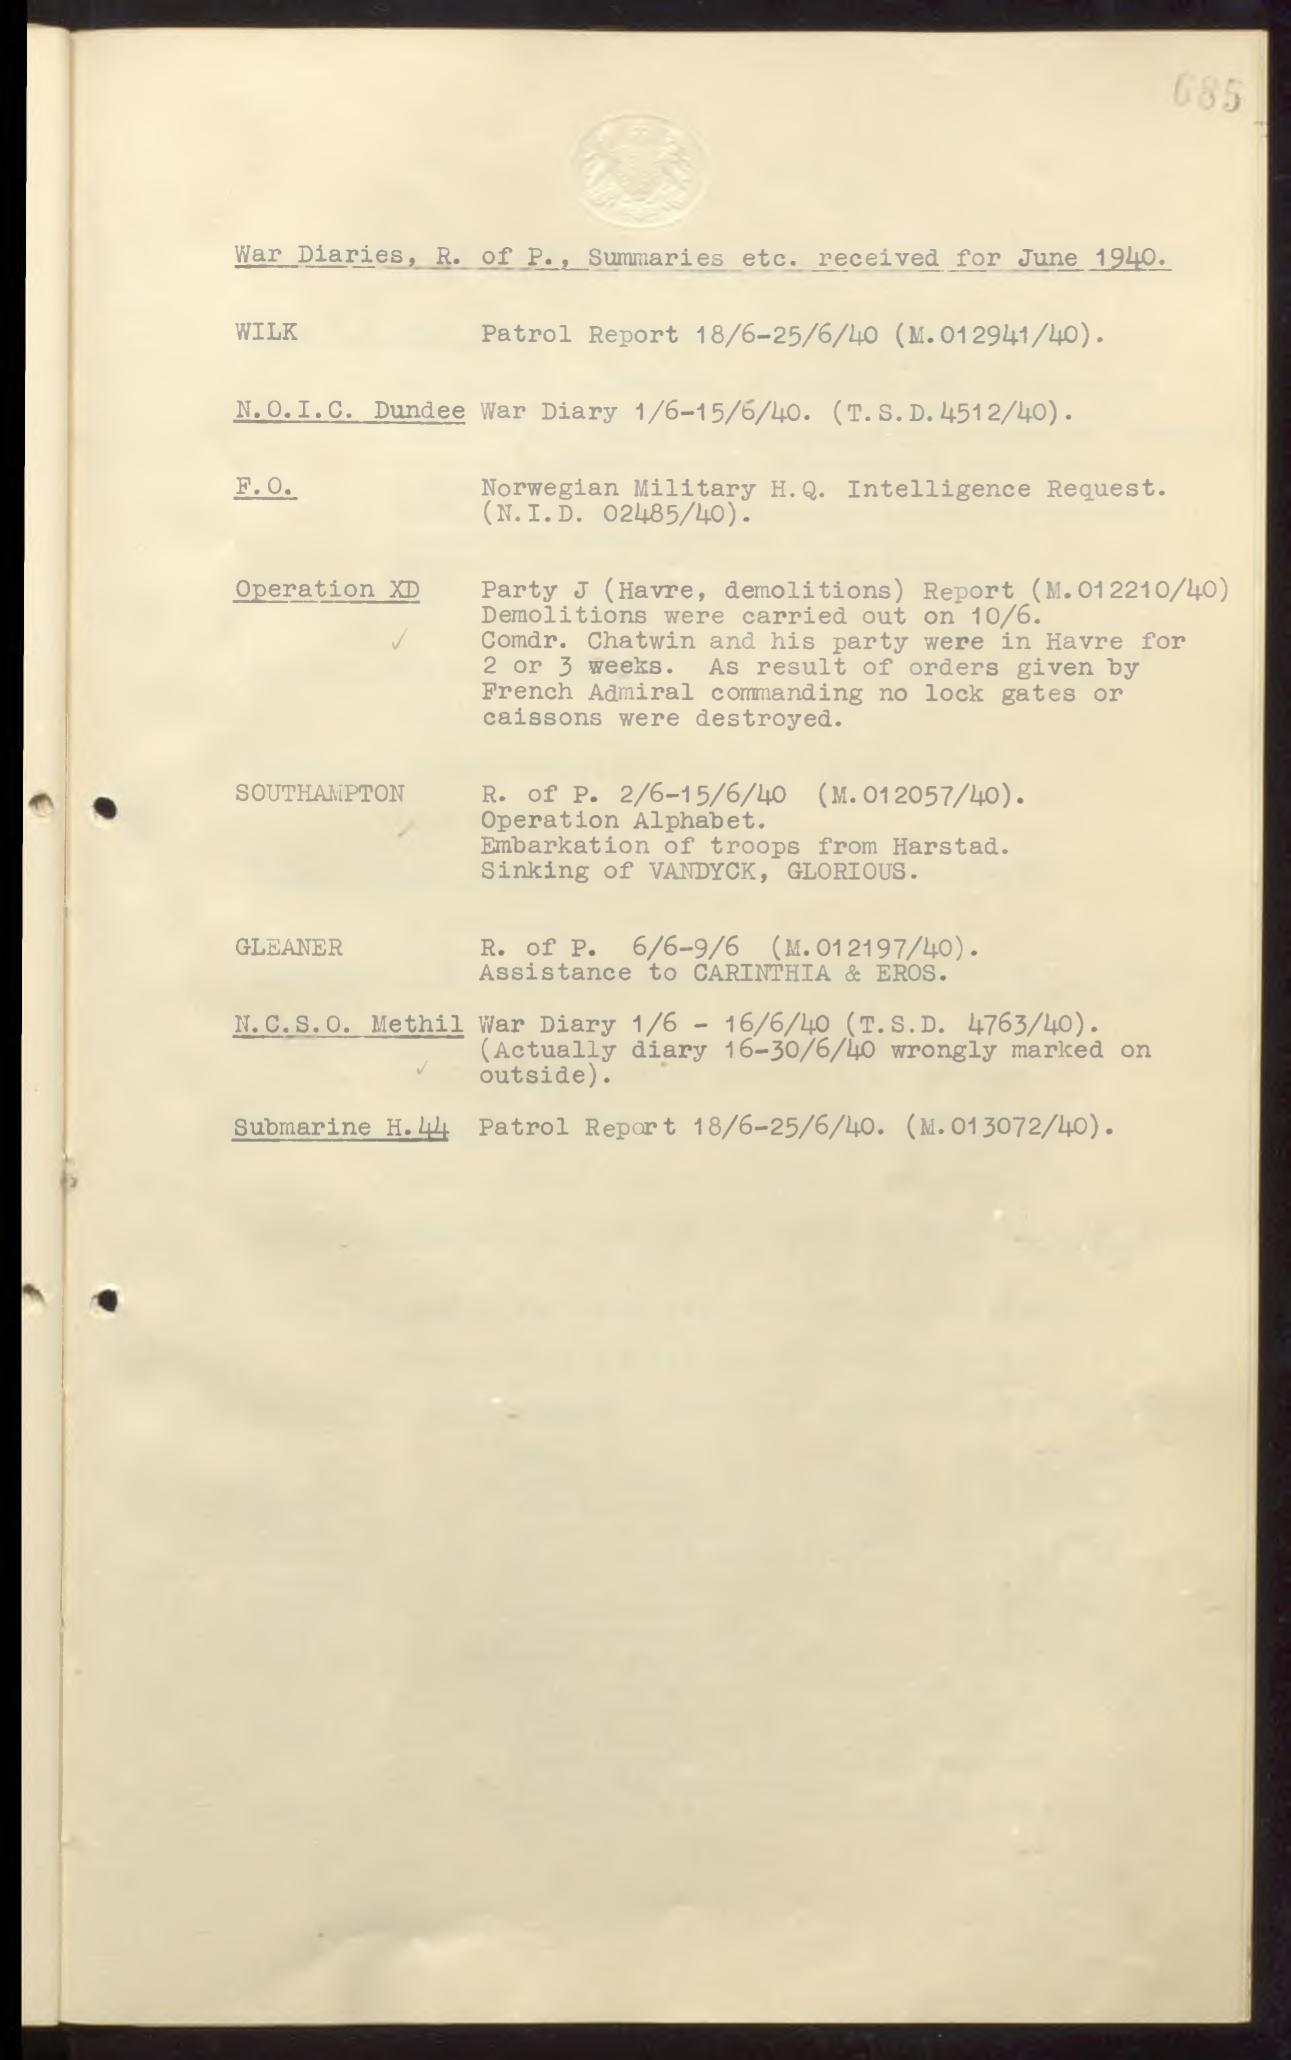 685
War Diaries, R. of P., Summaries etc. received for June 1940.
WILK Patrol Report 18/6-25/6/40 (M.012941/40).
N.O.I.C. Dundee War Diary 1/6-15/6/40. (T.S.D.4512/40).
F.O. Norwegian Military H.Q. Intelligence Request.
(N.I.D. 02485/40).
Operation XD Party J (Havre, demolitions) Report (M.012210/40)
Demolitions were carried out on 10/6.
Comdr. Chatwin and his party were in Havre for
2 or 3 weeks. As result of orders given by
French Admiral commanding no lock gates or
caissons were destroyed.
SOUTHAMPTON R. of P. 2/6-15/6/40 (M.012057/40).
Operation Alphabet.
Embarkation of troops from Harstad.
Sinking of VANDYCK, GLORIOUS.
GLEANER R. of P. 6/6-9/6 (M.012197/40).
Assistance to CARINTHIA & EROS.
N.C.S.O. Methil War Diary 1/6 - 16/6/40 (T.S.D. 4763/40).
(Actually diary 16-30/6/40 wrongly marked on
outside).
Submarine H.44 Patrol Report 18/6-25/6/40. (M.013072/40).